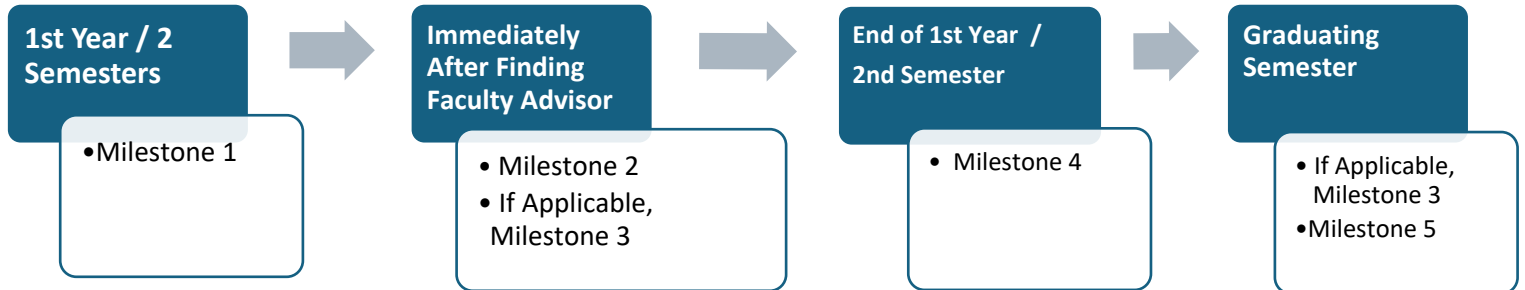 1st Year / 2
Semesters
•Milestone 1
Immediately
After Finding
Faculty Advisor
• Milestone 2
• If Applicable,
Milestone 3
End of 1st Year /
2nd Semester
• Milestone 4
Graduating
Semester
• If Applicable,
Milestone 3
•Milestone 5